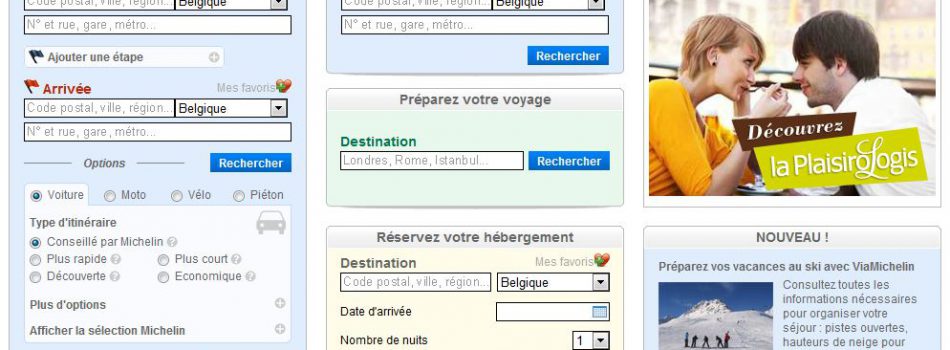 Code postal, ville, région... Belgique
N° et rue, gare, métro...
Ajouter une étape
Arrivée
Mes favoris
Code postal, ville, région... Belgique
N° et rue, gare, métro...
Options
Rechercher
Voiture Moto Vélo Piéton
Type d'itinéraire
Conseillé par Michelin ?
Plus rapide ? Plus court ?
Découverte ? Economique ?
Plus d'options
Afficher la sélection Michelin
Code postal, ville, région... Belgique
N° et rue, gare, métro...
Rechercher
Préparez votre voyage
Destination
Londres, Rome, Istanbul... Rechercher
Réservez votre hébergement
Destination Mes favoris
Code postal, ville, région... Belgique
Date d'arrivée
Nombre de nuits 1
Découvrez
la PlaisiroLogis
NOUVEAU !
Préparez vos vacances au ski avec ViaMichelin
Consultez toutes les
informations nécessaires
pour organiser votre
séjour : pistes ouvertes,
hauteurs de neige pour